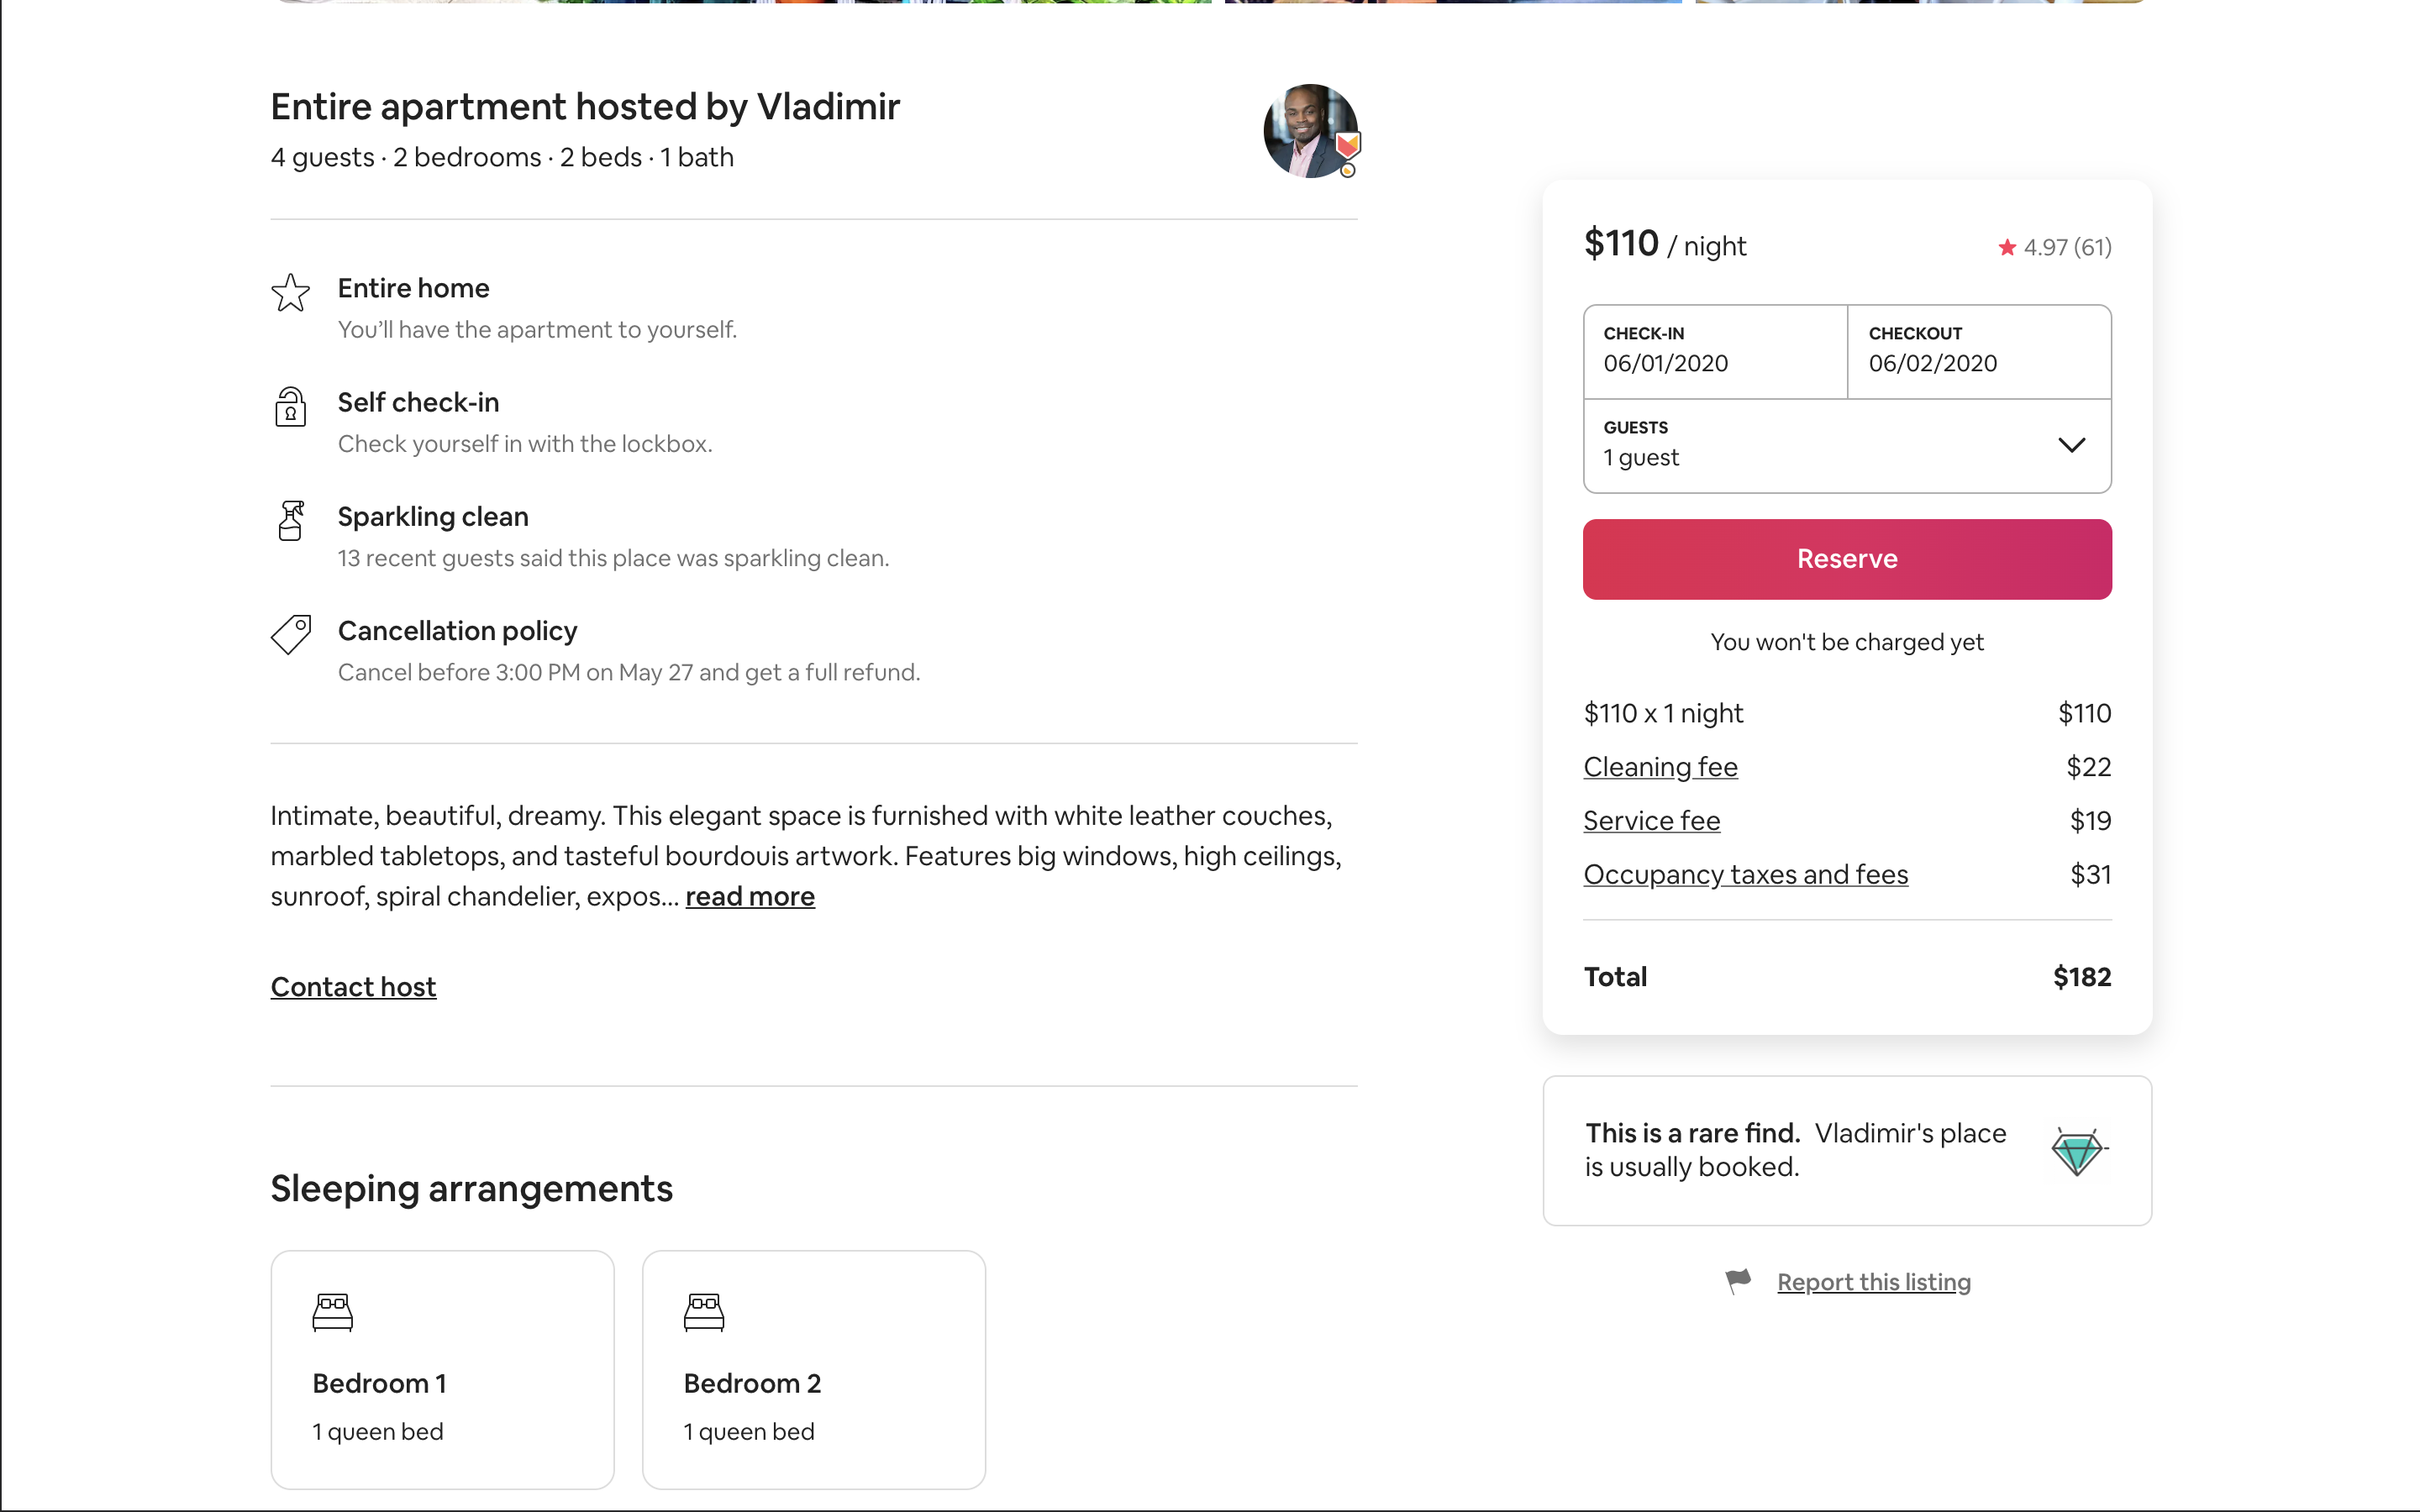 Entire apartment hosted by Vladimir
4 guests · 2 bedrooms · 2 beds · 1 bath
Entire home
You’ll have the apartment to yourself.
Self check-in
Check yourself in with the lockbox.
Sparkling clean
13 recent guests said this place was sparkling clean.
Cancellation policy
Cancel before 3:00 PM on May 27 and get a full refund.
Intimate, beautiful, dreamy. This elegant space is furnished with white leather couches,
marbled tabletops, and tasteful bourdouis artwork. Features big windows, high ceilings,
sunroof, spiral chandelier, expos... read more
Contact host
Sleeping arrangements
Bedroom 1
1 queen bed
Bedroom 2
1 queen bed
$110 / night
4.97 (61)
CHECK-IN
06/01/2020
CHECKOUT
06/02/2020
GUESTS
1 guest
Reserve
You won't be charged yet
$110 x 1 night $110
Cleaning fee $22
Service fee $19
Occupancy taxes and fees $31
Total $182
This is a rare find. Vladimir's place
is usually booked.
Report this listing